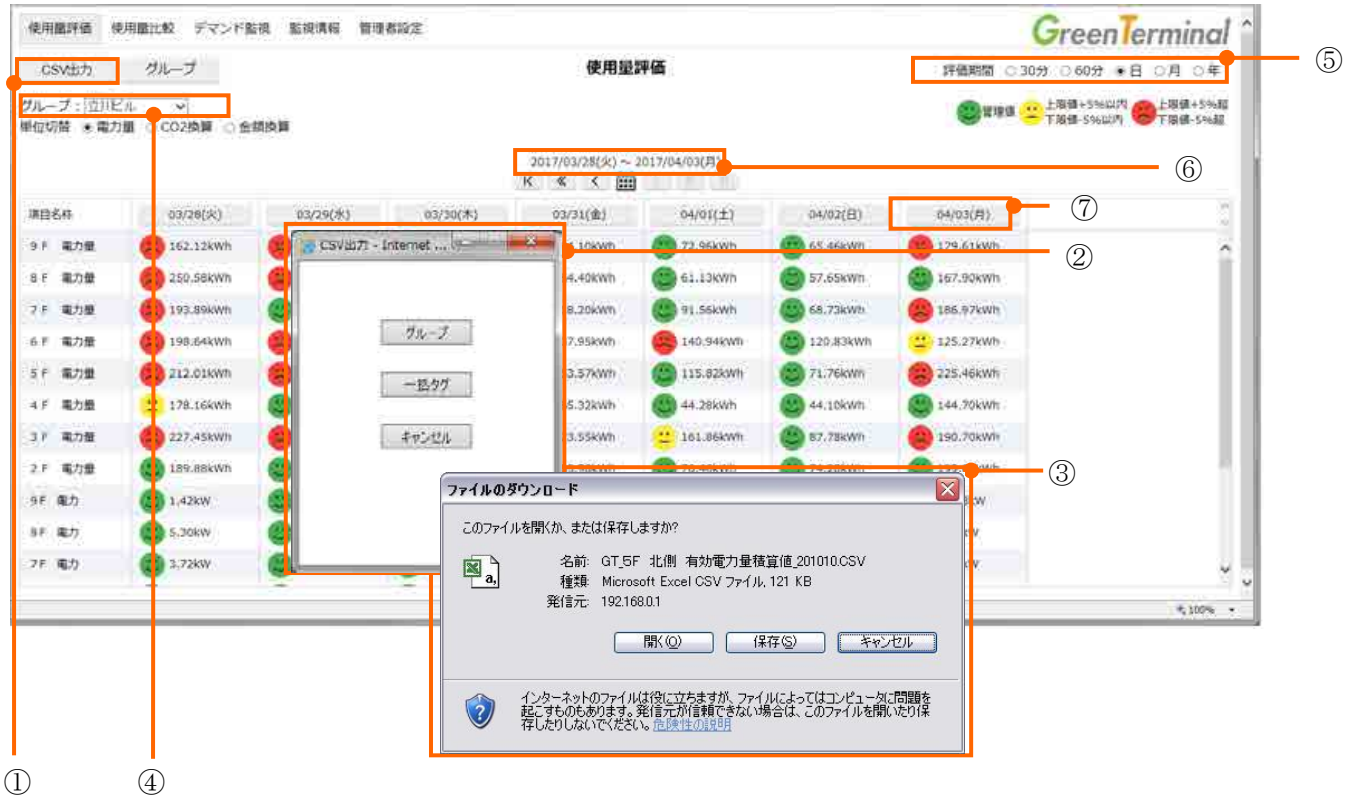 使用量評価 使用量比較 デマンド監視 監視情報 管理者設定
GreenTerminal
CSV出力 グループ 使用量評価 評価期間 30分 60分 日 月 年 ⑤
グループ：立川ビル
管理値 上限値+5%以内 下限値-5%以内 上限値+5%超 下限値-5%超
単位切替 電力量 CO2換算 金額換算
2017/03/28(火) ～ 2017/04/03(月)
⑥
項目名称 03/28(火) 03/29(水) 03/30(木) 03/31(金) 04/01(土) 04/02(日) 04/03(月) ⑦
9F 電力量 162.12kWh 72.96kWh 65.46kWh 179.61kWh
CSV出力 - Internet ...
②
8F 電力量 250.58kWh 4.40kWh 61.13kWh 57.65kWh 167.90kWh
7F 電力量 193.89kWh 8.20kWh 91.56kWh 68.73kWh 186.97kWh
グループ
6F 電力量 198.64kWh 7.95kWh 140.94kWh 120.83kWh 125.27kWh
5F 電力量 212.01kWh 3.57kWh 115.82kWh 71.76kWh 225.46kWh
一括タグ
4F 電力量 178.16kWh 5.32kWh 44.28kWh 44.10kWh 144.70kWh
3F 電力量 227.45kWh 3.55kWh 161.86kWh 87.78kWh 190.70kWh
キャンセル
2F 電力量 189.88kWh
③
9F 電力 1.42kW
8F 電力 5.30kW
7F 電力 3.72kW
ファイルのダウンロード
このファイルを開くか、または保存しますか?
名前: GT_5F 北側 有効電力量積算値_201010.CSV
種類: Microsoft Excel CSV ファイル, 121 KB
発信元: 192.168.0.1
開く(O) 保存(S) キャンセル
100%
インターネットのファイルは役に立ちますが、ファイルによってはコンピュータに問題を
起こすものもあります。発信元が信頼できない場合は、このファイルを開いたり保
存したりしないでください。危険性の説明
① ④